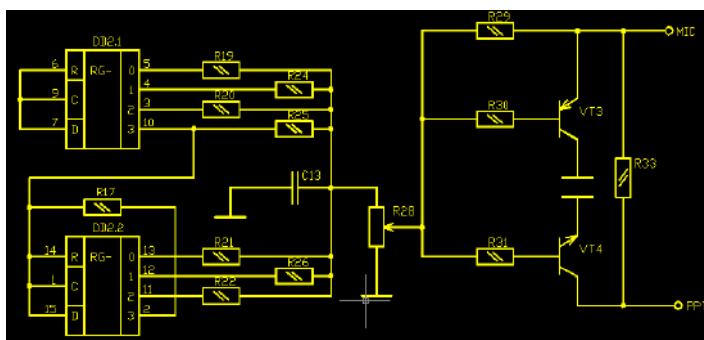 R29
MIC
DD2.1
R19
6 R RG- 0 5
R24
1 4
9 C
R20
2 3
R30
VT3
7 D 3 10
R25
R33
C13
R17
R28
DD2.2
14 R RG- 0 13
R21
R31
VT4
1 12
R26
1 C
2 11
R22
15 D 3 2